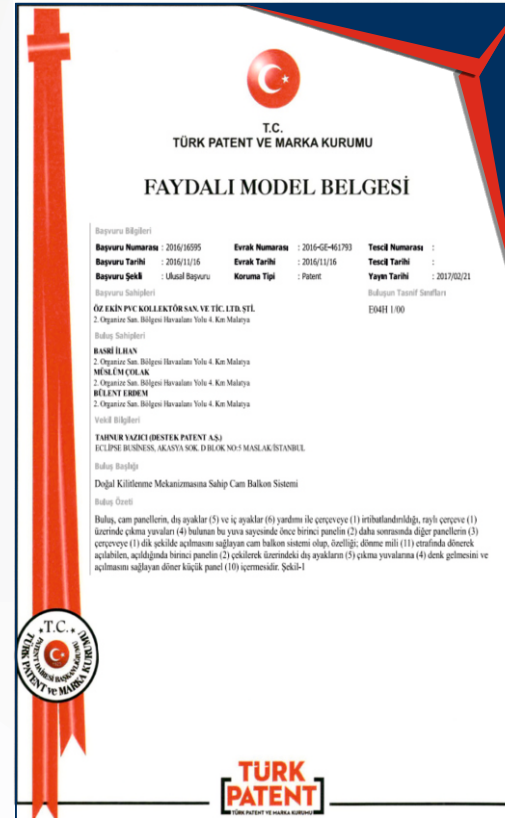 T.C.
TÜRK PATENT VE MARKA KURUMU
FAYDALI MODEL BELGESİ
Başvuru Bilgileri
Başvuru Numarası : 2016/16595 Evrak Numarası : 2016-GE-461793 Tescil Numarası :
Başvuru Tarihi : 2016/11/16 Evrak Tarihi : 2016/11/16 Tescil Tarihi :
Başvuru Şekli : Ulusal Başvuru Koruma Tipi : Patent Yayın Tarihi : 2017/02/21
Başvuru Sahipleri Buluşun Tasnif Sınıfları
ÖZ EKİN PVC KOLLEKTÖR SAN. VE TİC. LTD. ŞTİ. E04H 1/00
2. Organize San. Bölgesi Havaalanı Yolu 4. Km Malatya
Buluş Sahipleri
BASRİ İLHAN
2. Organize San. Bölgesi Havaalanı Yolu 4. Km Malatya
MÜSLÜM ÇOLAK
2. Organize San. Bölgesi Havaalanı Yolu 4. Km Malatya
BÜLENT ERDEM
2. Organize San. Bölgesi Havaalanı Yolu 4. Km Malatya
Vekil Bilgileri
TAHNUR YAZICI (DESTEK PATENT A.Ş.)
ECLİPSE BUSİNESS, AKASYA SOK. D BLOK NO:5 MASLAK/İSTANBUL
Buluş Başlığı
Doğal Kilitlenme Mekanizmasına Sahip Cam Balkon Sistemi
Buluş Özeti
Buluş, cam panellerin, dış ayaklar (5) ve iç ayaklar (6) yardımı ile çerçeveye (1) irtibatlandırıldığı, raylı çerçeve (1)
üzerinde çıkma yuvaları (4) bulunan bu yuva sayesinde önce birinci panelin (2) daha sonrasında diğer panellerin (3)
çerçeveye (1) dik şekilde açılmasını sağlayan cam balkon sistemi olup, özelliği; dönme mili (11) etrafında dönerek
açılabilen, açıldığında birinci panelin (2) çekilerek üzerindeki dış ayakların (5) çıkma yuvalarına (4) denk gelmesini ve
açılmasını sağlayan döner küçük panel (10) içermesidir. Şekil-1
T.C.
TÜRK PATENT ve MARKA KURUMU
PATENT DAİRESİ BAŞKANLIĞI
TÜRK
PATENT
TÜRK PATENT VE MARKA KURUMU